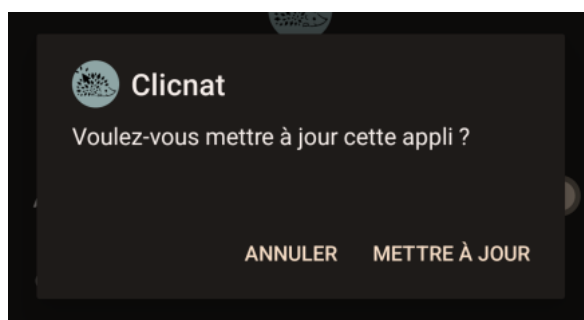 Clicnat
Voulez-vous mettre à jour cette appli ?
ANNULER METTRE À JOUR